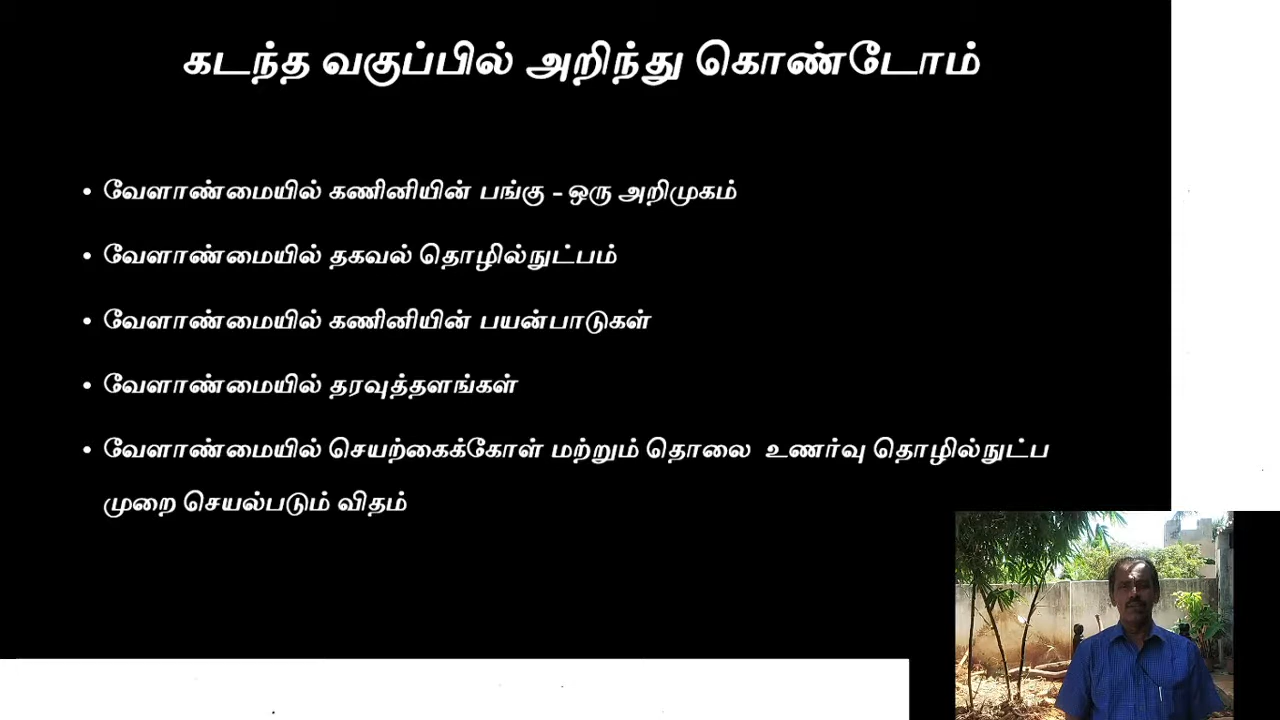 கடந்த வகுப்பில் அறிந்து கொண்டோம்
• வேளாண்மையில் கணினியின் பங்கு – ஒரு அறிமுகம்
• வேளாண்மையில் தகவல் தொழில்நுட்பம்
• வேளாண்மையில் கணினியின் பயன்பாடுகள்
• வேளாண்மையில் தரவுத்தளங்கள்
• வேளாண்மையில் செயற்கைக்கோள் மற்றும் தொலை உணர்வு தொழில்நுட்ப
முறை செயல்படும் விதம்